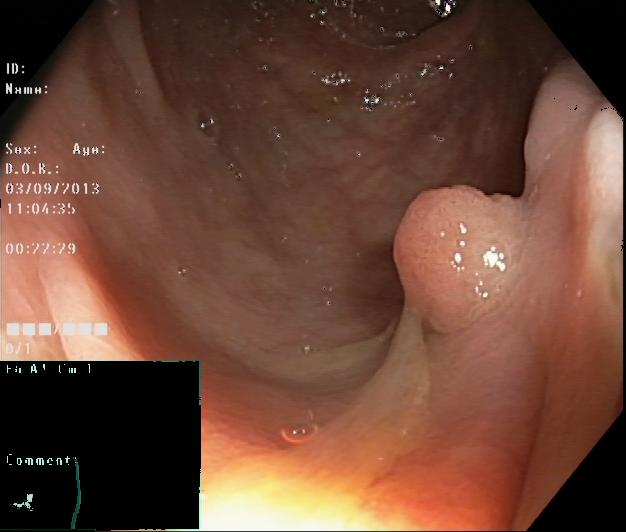 ID:
Name:
Sex: Age:
D.O.B.:
03/09/2013
11:04:35
00:22:29
0/1
Comment: